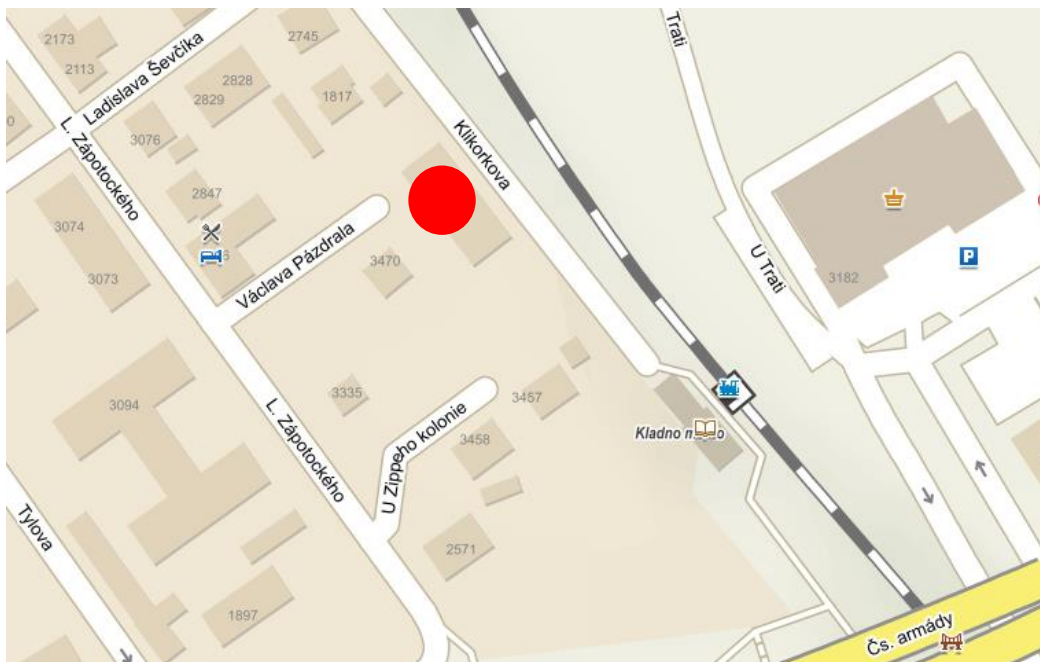 2173
2113
Ladislava Ševčíka
2745
2828
2829
1817
3076
L. Zápotockého
2847
3074
3073
Václava Pázdrala
3470
Klikorkova
Trati
U Trati
3182
P
3335
3094
L. Zápotockého
U Zippeho kolonie
3457
3458
Kladno
2571
Tylova
1897
Čs. armády